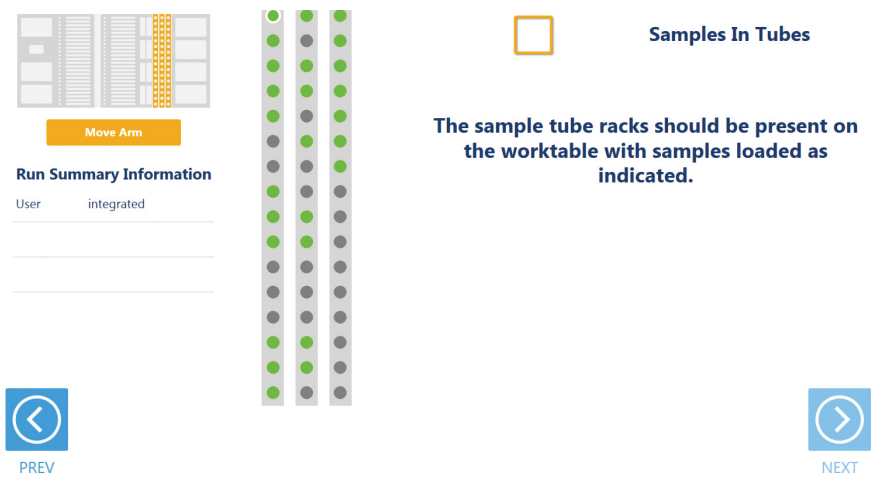 Move Arm
Run Summary Information
User integrated
Samples In Tubes
The sample tube racks should be present on
the worktable with samples loaded as
indicated.
PREV
NEXT